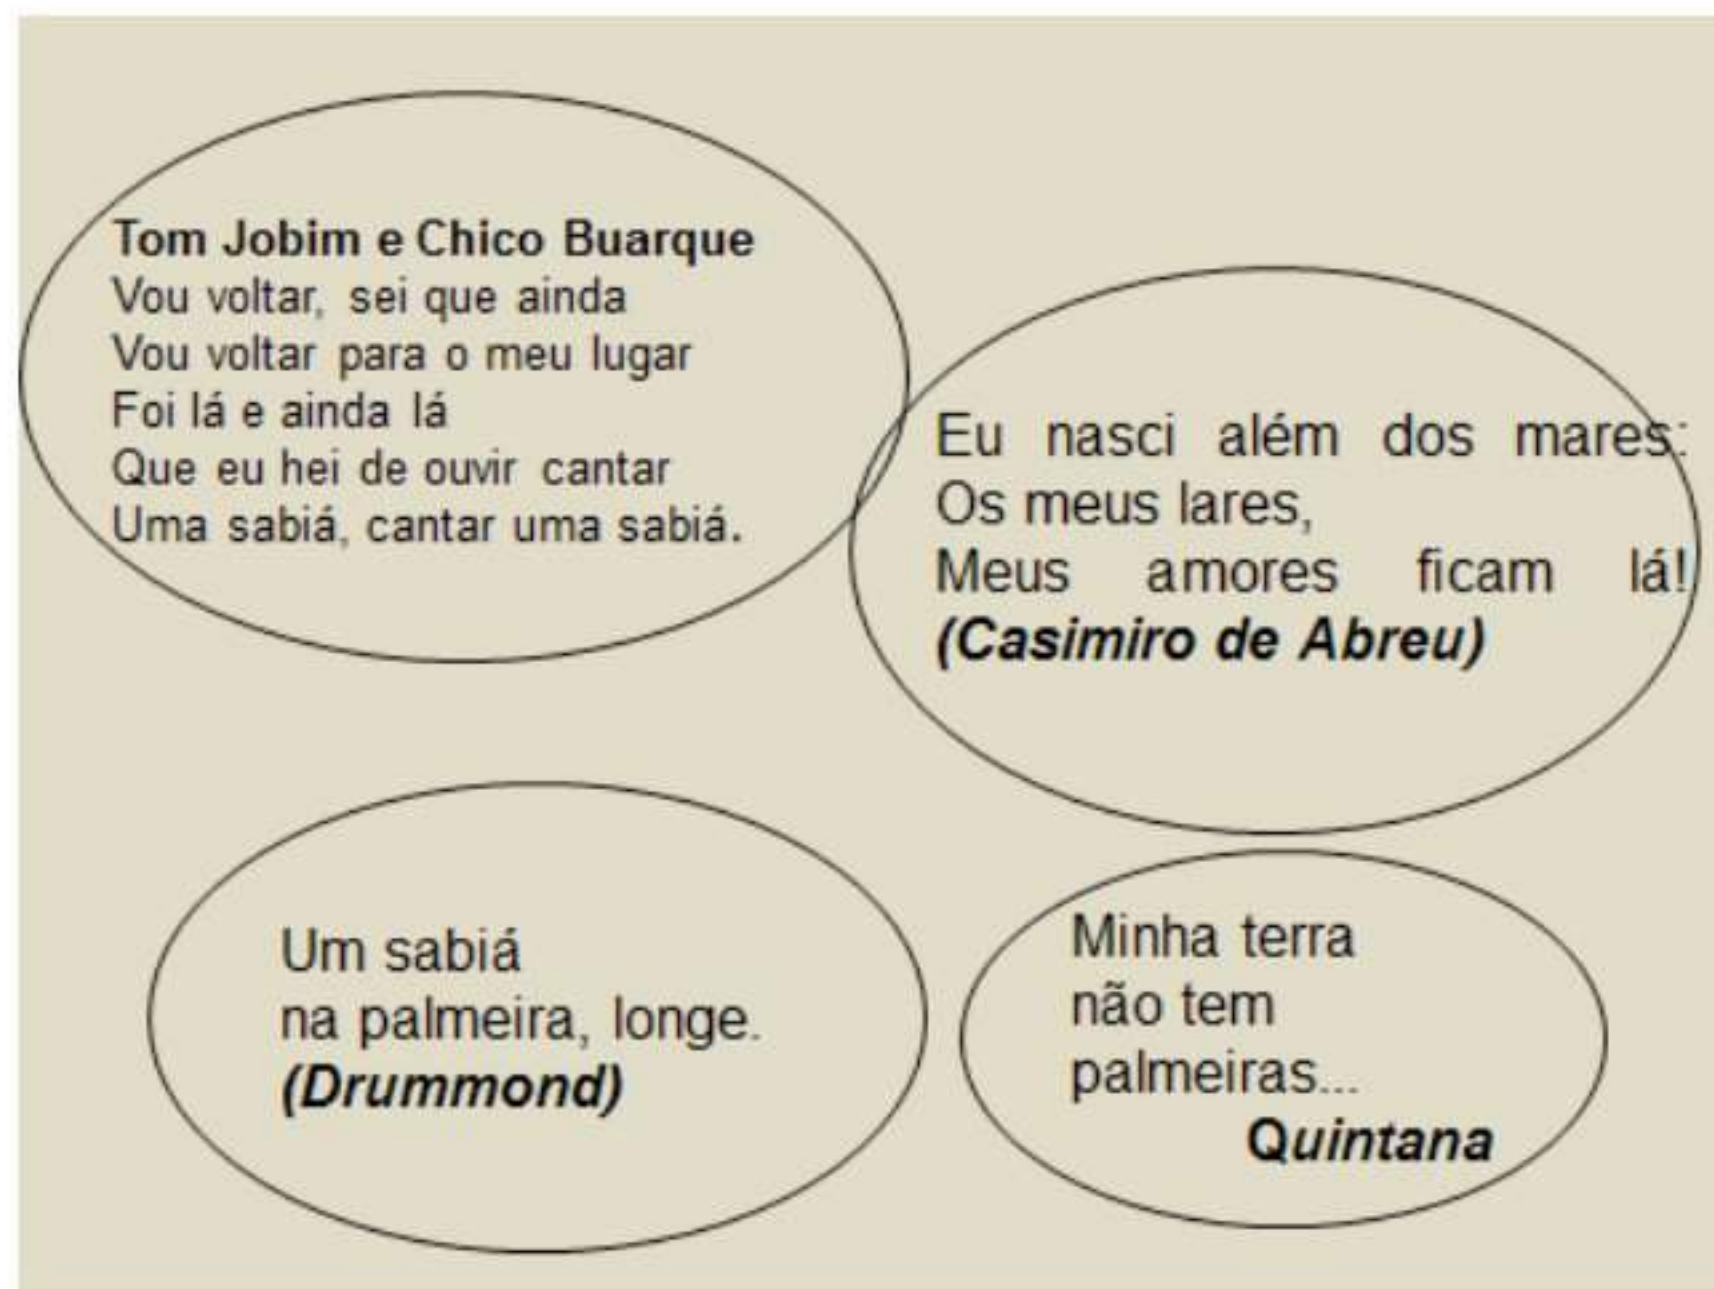 Tom Jobim e Chico Buarque
Vou voltar, sei que ainda
Vou voltar para o meu lugar
Foi lá e ainda lá
Que eu hei de ouvir cantar
Uma sabiá, cantar uma sabiá.
Eu nasci além dos mares:
Os meus lares,
Meus amores ficam lá!
(Casimiro de Abreu)
Um sabiá
na palmeira, longe.
(Drummond)
Minha terra
não tem
palmeiras...
Quintana